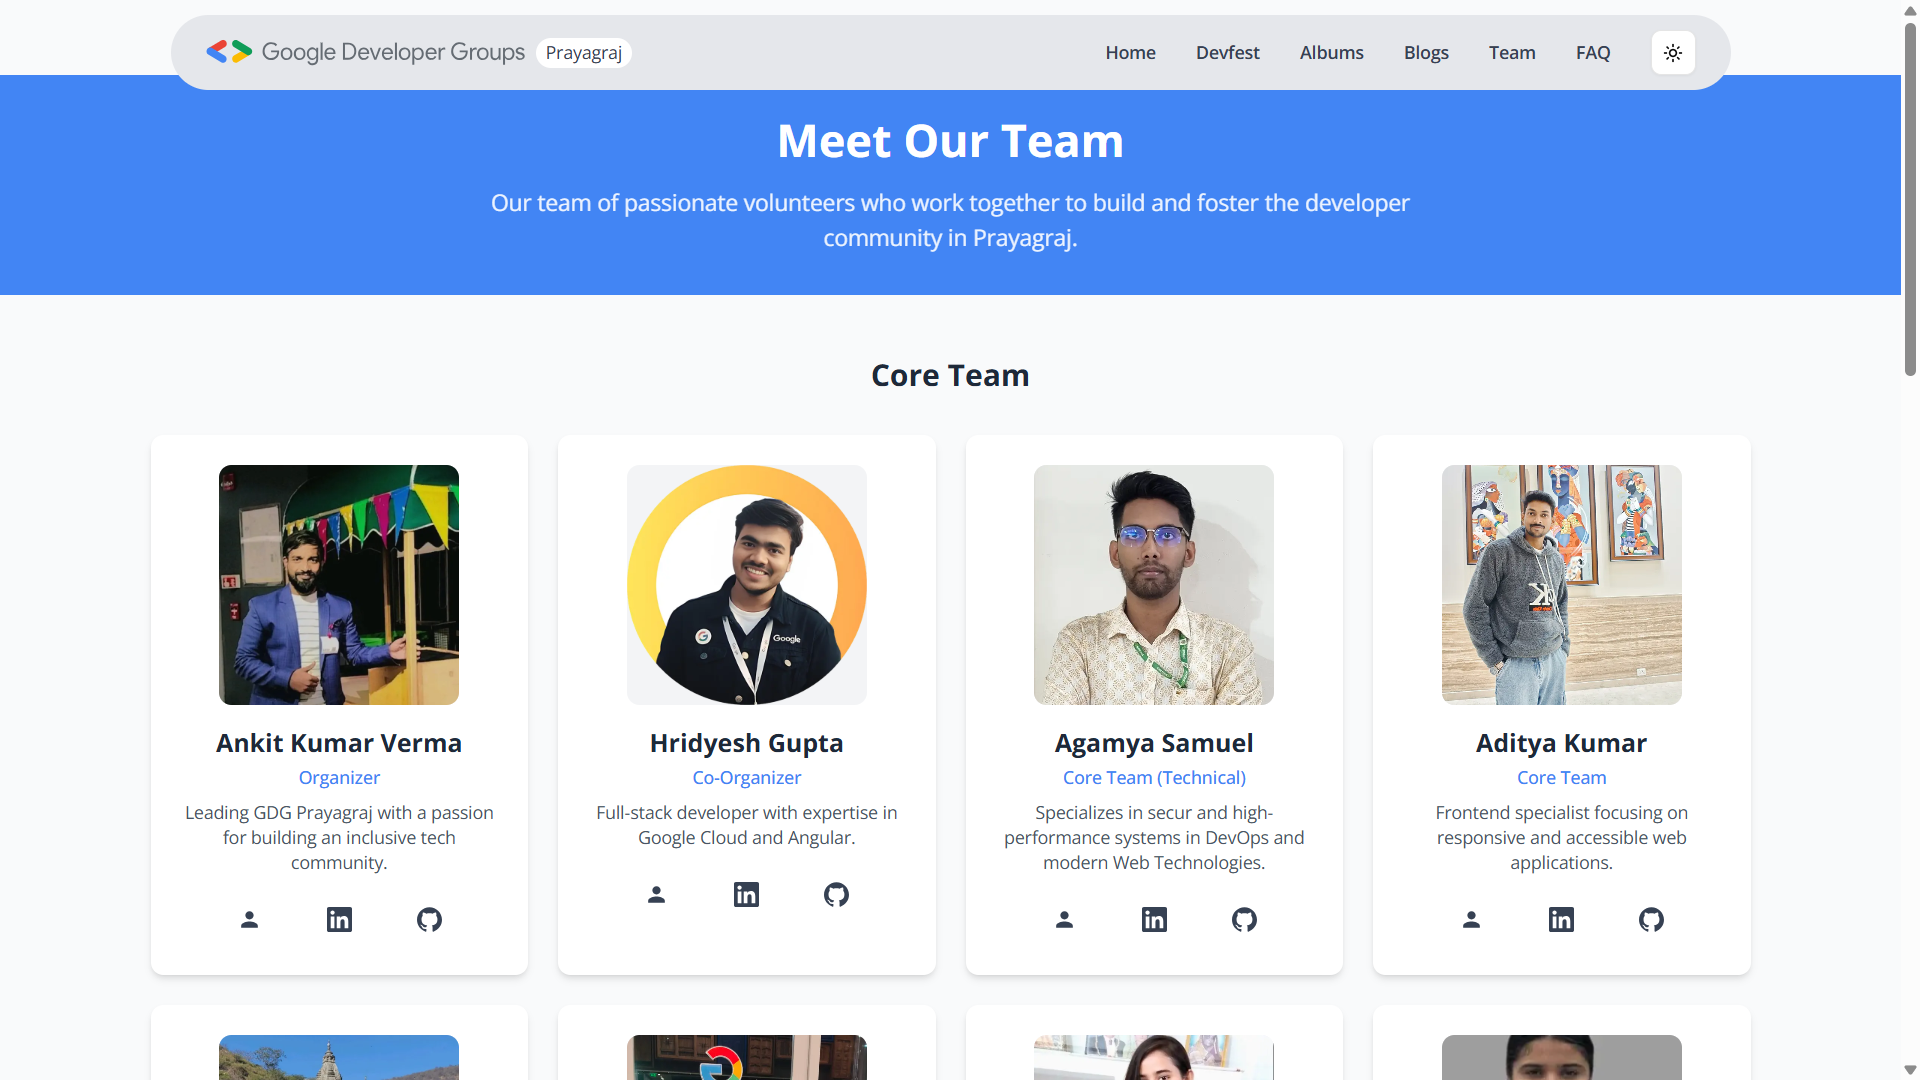 Google Developer Groups Prayagraj Home Devfest Albums Blogs Team FAQ
Meet Our Team
Our team of passionate volunteers who work together to build and foster the developer
community in Prayagraj.
Core Team
Google
Ankit Kumar Verma
Organizer
Leading GDG Prayagraj with a passion
for building an inclusive tech
community.
Hridyesh Gupta
Co-Organizer
Full-stack developer with expertise in
Google Cloud and Angular.
Agamya Samuel
Core Team (Technical)
Specializes in secur and high-
performance systems in DevOps and
modern Web Technologies.
Aditya Kumar
Core Team
Frontend specialist focusing on
responsive and accessible web
applications.